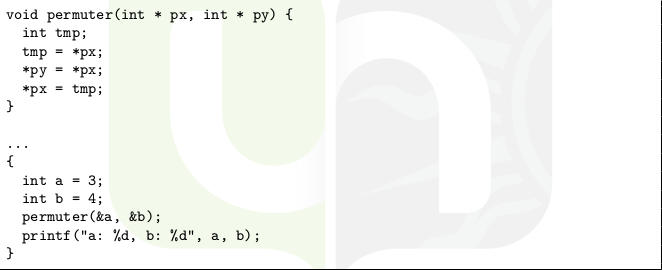 void permuter(int * px, int * py) {
  int tmp;
  tmp = *px;
  *py = *px;
  *px = tmp;
}
...
{
  int a = 3;
  int b = 4;
  permuter(&a, &b);
  printf("a: %d, b: %d", a, b);
}